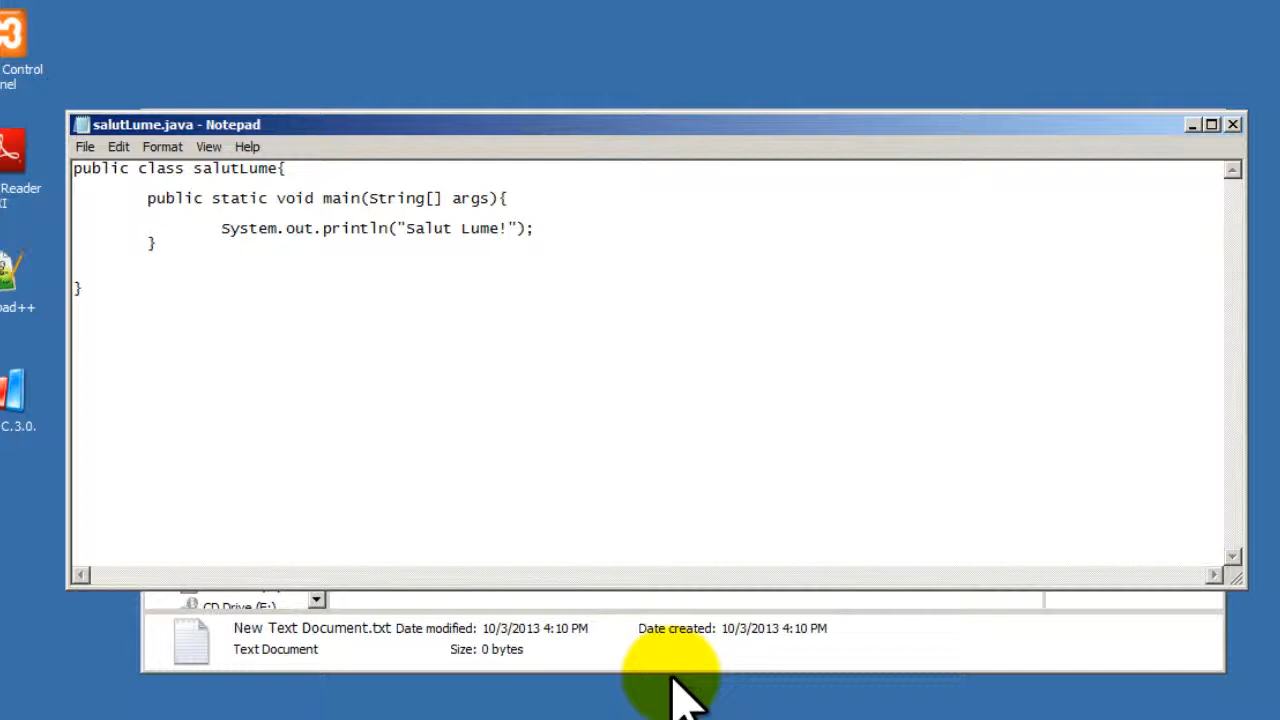 Control
nel
Reader
XI
pad++
C.3.0.
salutLume.java - Notepad
File Edit Format View Help
public class salutLume{
public static void main(String[] args){
System.out.println("Salut Lume!");
}
}
CD Drive (E:)
New Text Document.txt Date modified: 10/3/2013 4:10 PM Date created: 10/3/2013 4:10 PM
Text Document Size: 0 bytes